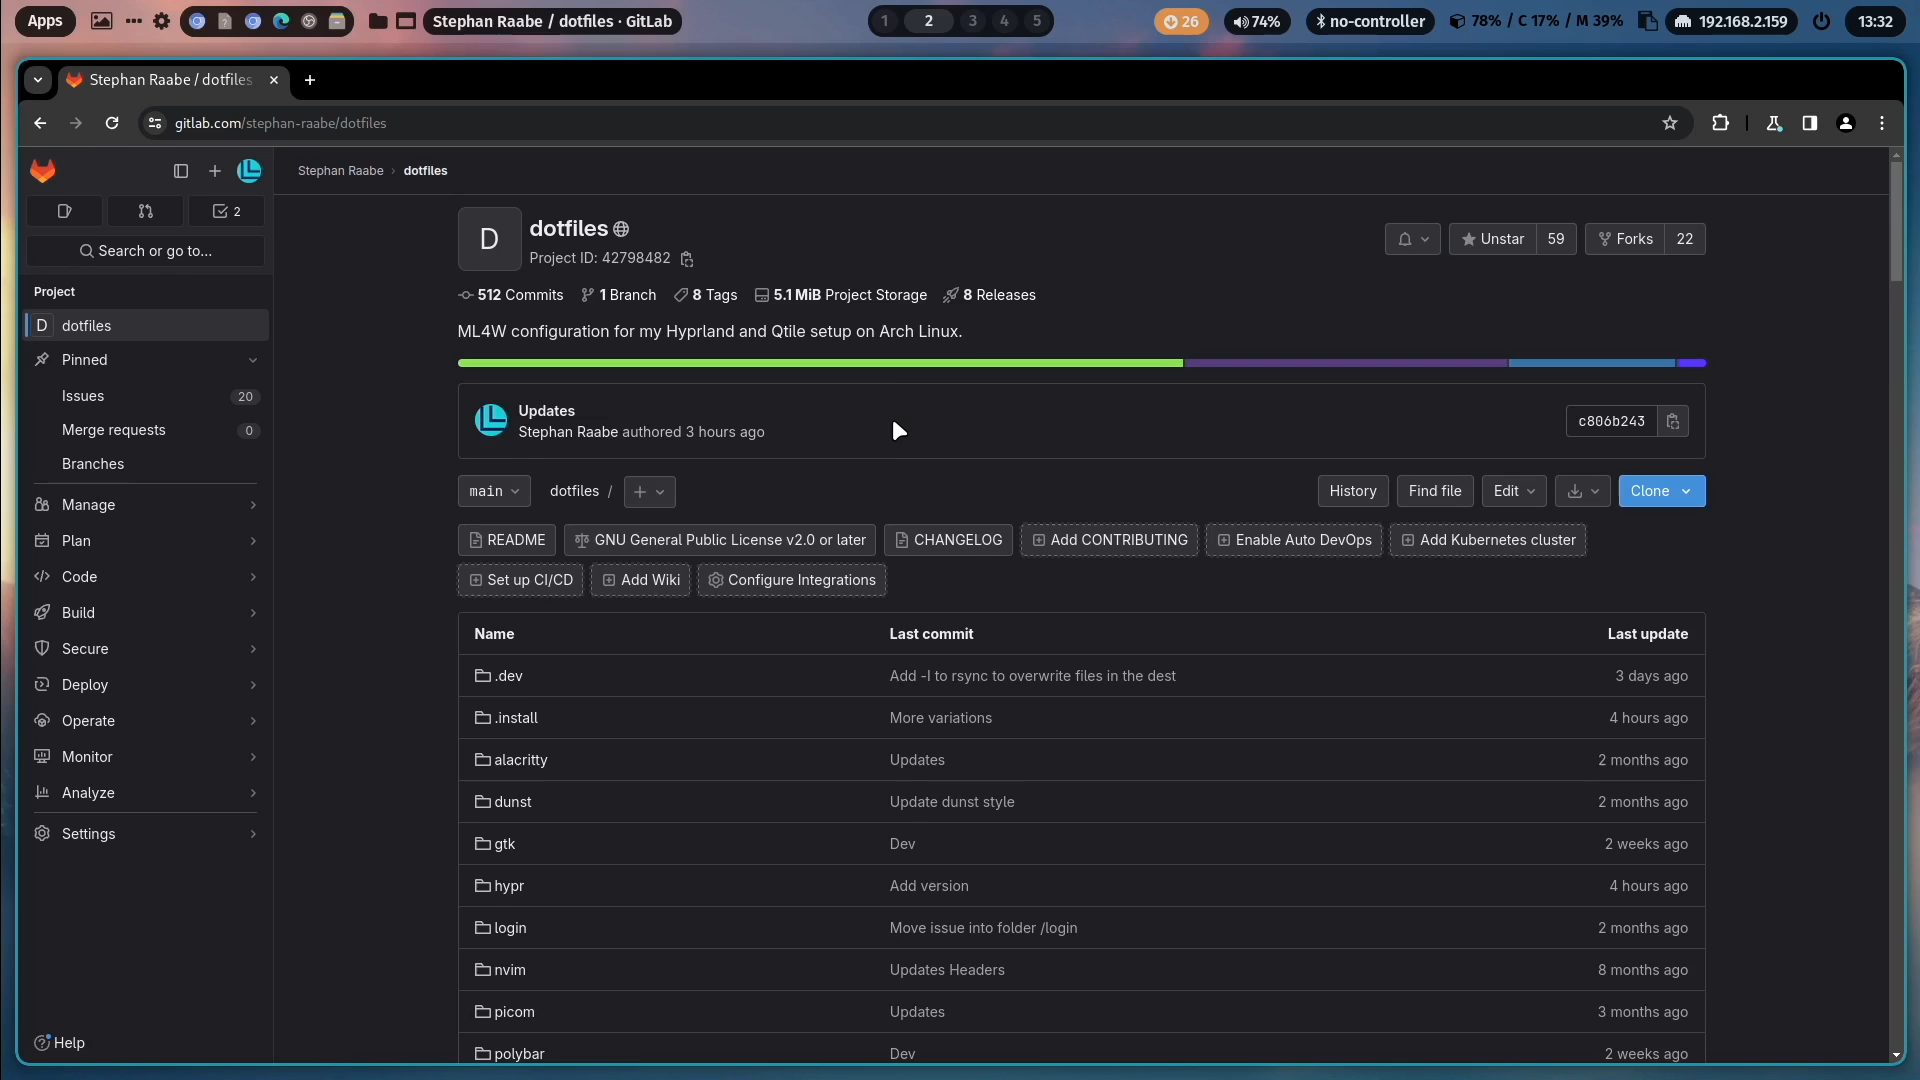 Apps
Stephan Raabe / dotfiles · GitLab
1 2 3 4 5
26
74%
no-controller
78% / C 17% / M 39%
192.168.2.159
13:32
Stephan Raabe / dotfiles
gitlab.com/stephan-raabe/dotfiles
2
Search or go to...
Project
D dotfiles
Pinned
Issues 20
Merge requests 0
Branches
Manage
Plan
Code
Build
Secure
Deploy
Operate
Monitor
Analyze
Settings
Help
Stephan Raabe › dotfiles
D
dotfiles
Project ID: 42798482
Unstar 59
Forks 22
512 Commits 1 Branch 8 Tags 5.1 MiB Project Storage 8 Releases
ML4W configuration for my Hyprland and Qtile setup on Arch Linux.
Updates
Stephan Raabe authored 3 hours ago
c806b243
main dotfiles / +
History Find file Edit Clone
README GNU General Public License v2.0 or later CHANGELOG Add CONTRIBUTING Enable Auto DevOps Add Kubernetes cluster
Set up CI/CD Add Wiki Configure Integrations
Name Last commit Last update
.dev Add -I to rsync to overwrite files in the dest 3 days ago
.install More variations 4 hours ago
alacritty Updates 2 months ago
dunst Update dunst style 2 months ago
gtk Dev 2 weeks ago
hypr Add version 4 hours ago
login Move issue into folder /login 2 months ago
nvim Updates Headers 8 months ago
picom Updates 3 months ago
polybar Dev 2 weeks ago